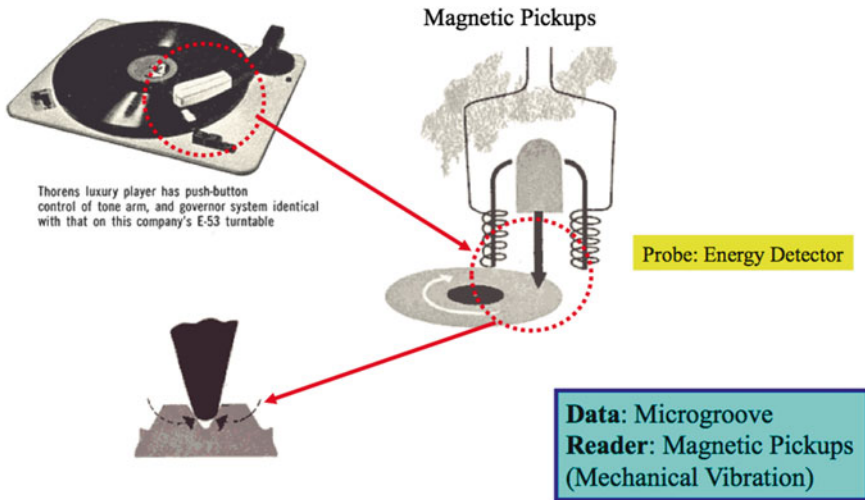 Magnetic Pickups
Thorens luxury player has push-button
control of tone arm, and governor system identical
with that on this company's E-53 turntable
Probe: Energy Detector
Data: Microgroove
Reader: Magnetic Pickups
(Mechanical Vibration)